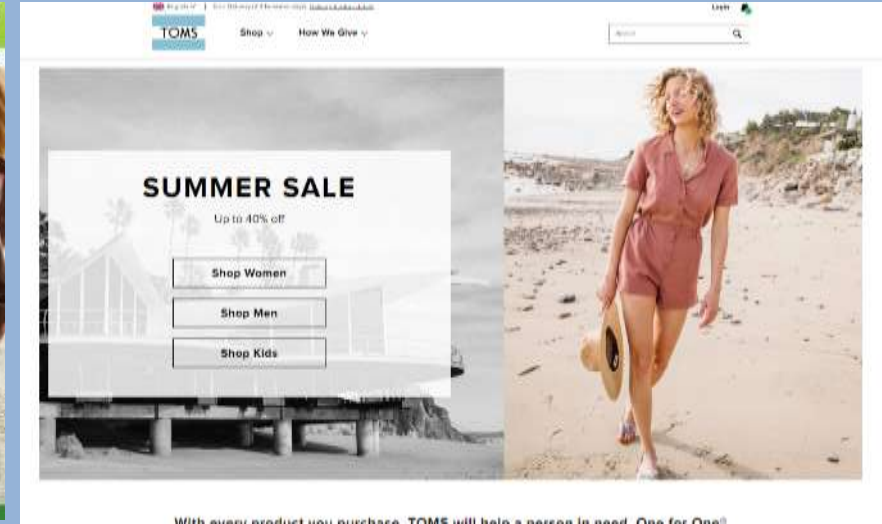 Login
TOMS
Shop
How We Give
Search
SUMMER SALE
Up to 40% off
Shop Women
Shop Men
Shop Kids
With every product you purchase, TOMS will help a person in need. One for One®